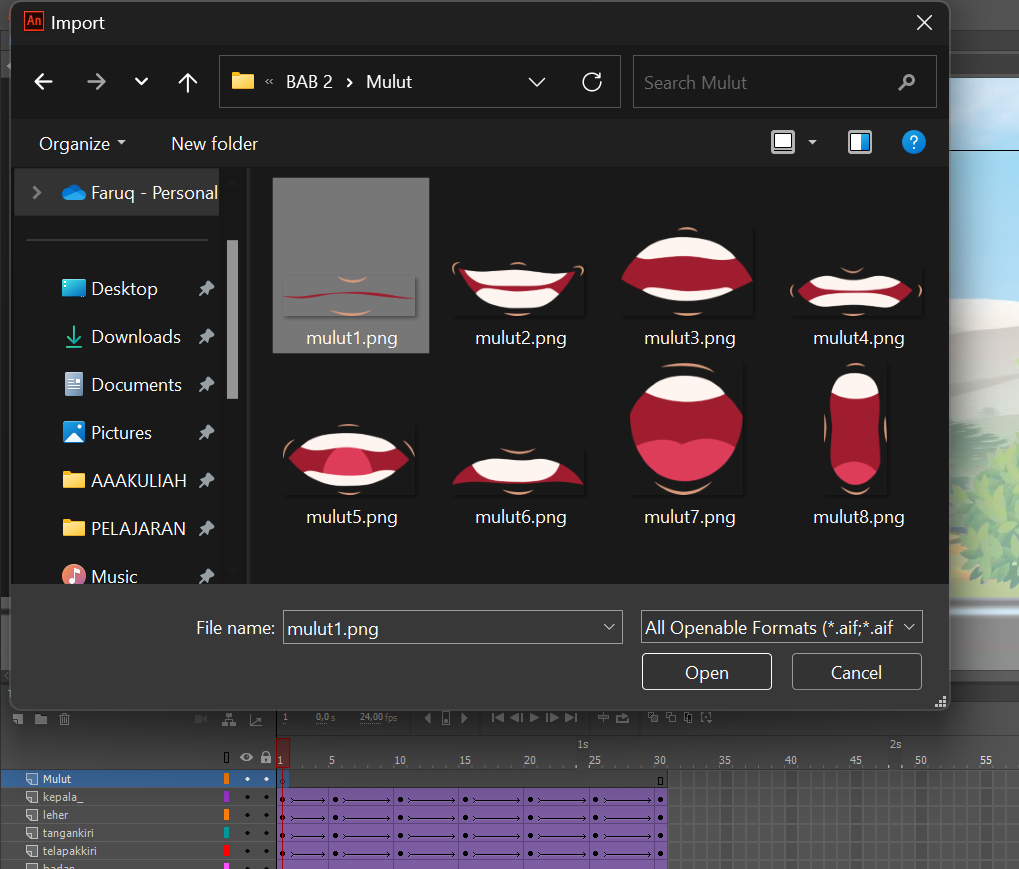 An Import
« BAB 2 › Mulut
Search Mulut
Organize
New folder
?
Faruq - Personal
Desktop
Downloads
Documents
Pictures
AAAKULIAH
PELAJARAN
Music
mulut1.png
mulut2.png
mulut3.png
mulut4.png
mulut5.png
mulut6.png
mulut7.png
mulut8.png
File name: mulut1.png
All Openable Formats (*.aif;*.aif
Open
Cancel
1 0,0 s 24,00 fps
1s 2s
1 5 10 15 20 25 30 35 40 45 50 55
Mulut
kepala_
leher
tangankiri
telapakkiri
badan